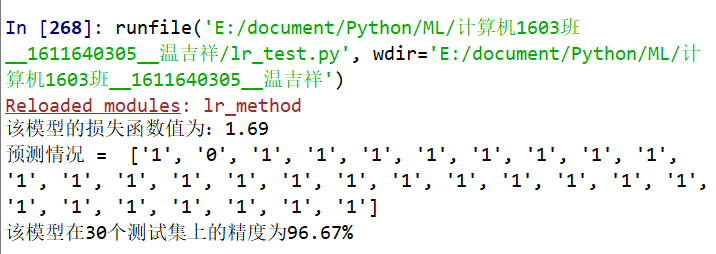 In [268]: runfile('E:/document/Python/ML/计算机1603班
__1611640305__温吉祥/lr_test.py', wdir='E:/document/Python/ML/计
算机1603班__1611640305__温吉祥')
Reloaded modules: lr_method
该模型的损失函数值为：1.69
预测情况 =  ['1', '0', '1', '1', '1', '1', '1', '1', '1', '1',
'1', '1', '1', '1', '1', '1', '1', '1', '1', '1', '1', '1', '1',
'1', '1', '1', '1', '1', '1', '1']
该模型在30个测试集上的精度为96.67%